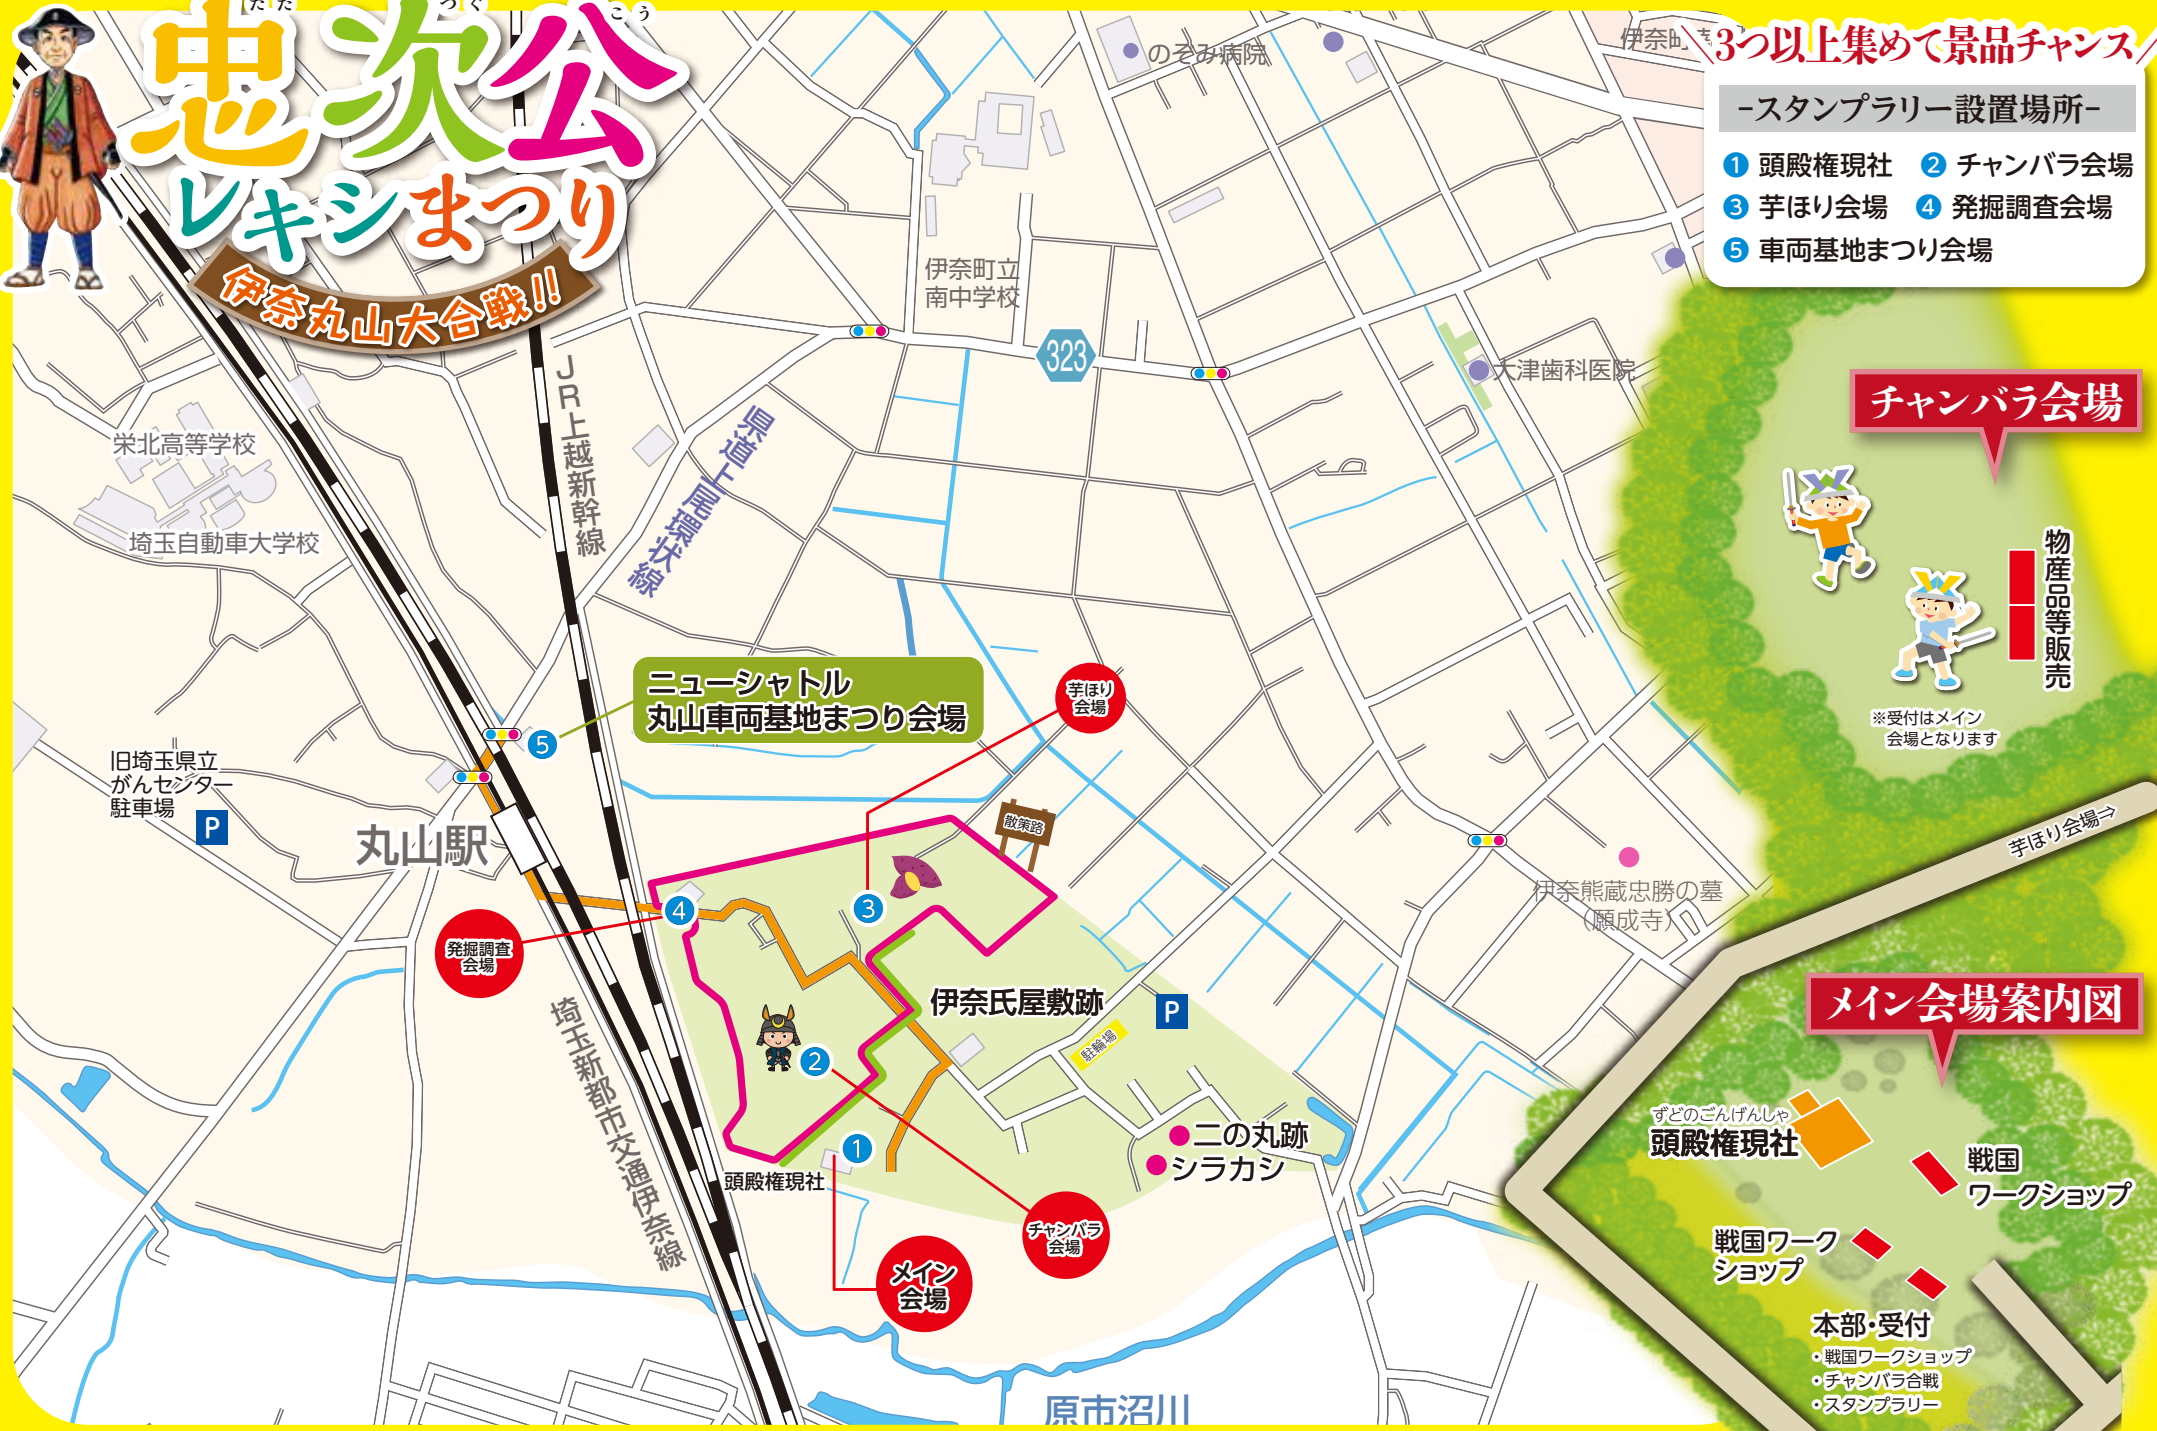 ただ つぐ こう
忠次公
レキシまつり
伊奈丸山大合戦!!
\3つ以上集めて景品チャンス/
-スタンプラリー設置場所-
1 頭殿権現社 2 チャンバラ会場
3 芋ほり会場 4 発掘調査会場
5 車両基地まつり会場
のぞみ病院
伊奈町
伊奈町立
南中学校
323
大津歯科医院
JR上越新幹線
県道上尾環状線
栄北高等学校
埼玉自動車大学校
チャンバラ会場
物産品等販売
※受付はメイン
会場となります
ニューシャトル
丸山車両基地まつり会場
5
芋ほり
会場
旧埼玉県立
がんセンター
駐車場
P
丸山駅
散策路
芋ほり会場⇒
伊奈熊蔵忠勝の墓
(願成寺)
3
4
発掘調査
会場
伊奈氏屋敷跡
P
駐輪場
2
メイン会場案内図
埼玉新都市交通伊奈線
1
頭殿権現社
二の丸跡
シラカシ
チャンバラ
会場
メイン
会場
ずどのごんげんしゃ
頭殿権現社
戦国
ワークショップ
戦国ワーク
ショップ
本部・受付
・戦国ワークショップ
・チャンバラ合戦
・スタンプラリー
原市沼川